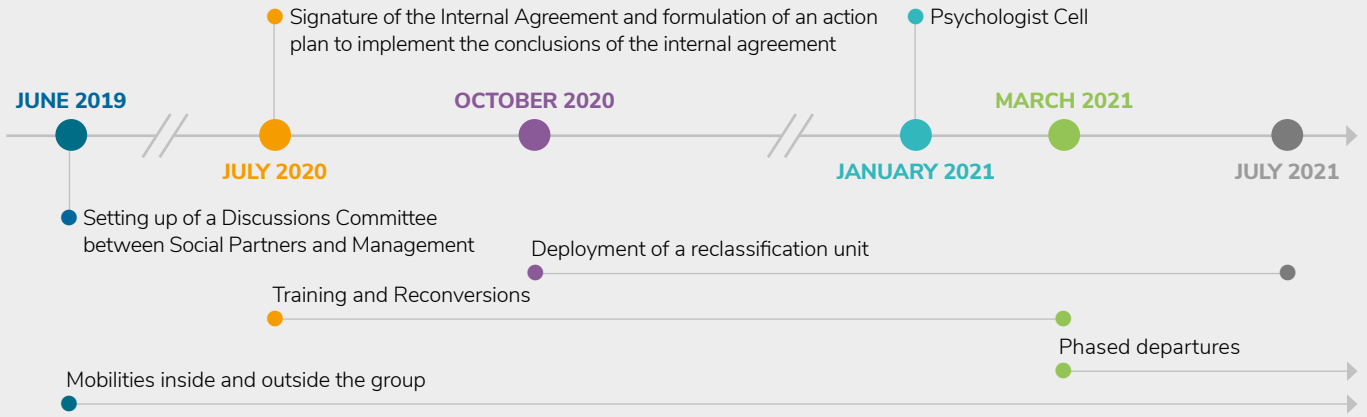 Signature of the Internal Agreement and formulation of an action
plan to implement the conclusions of the internal agreement
Psychologist Cell
JUNE 2019
OCTOBER 2020
MARCH 2021
JULY 2020
JANUARY 2021
JULY 2021
Setting up of a Discussions Committee
between Social Partners and Management
Deployment of a reclassification unit
Training and Reconversions
Phased departures
Mobilities inside and outside the group